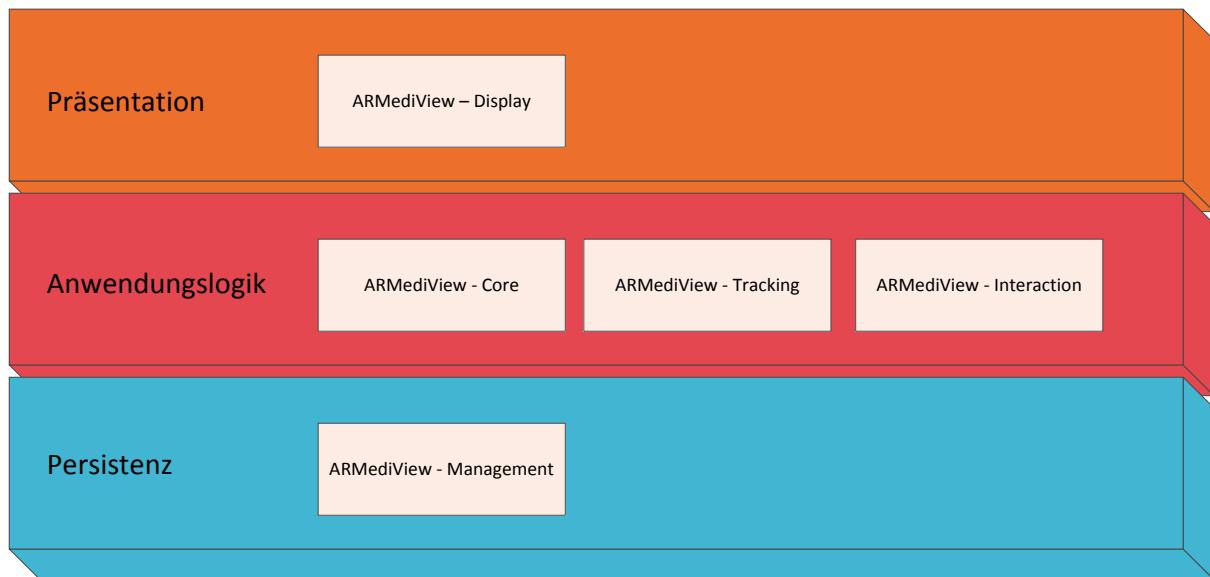 Präsentation
ARMediView – Display
Anwendungslogik
ARMediView - Core
ARMediView - Tracking
ARMediView - Interaction
Persistenz
ARMediView - Management